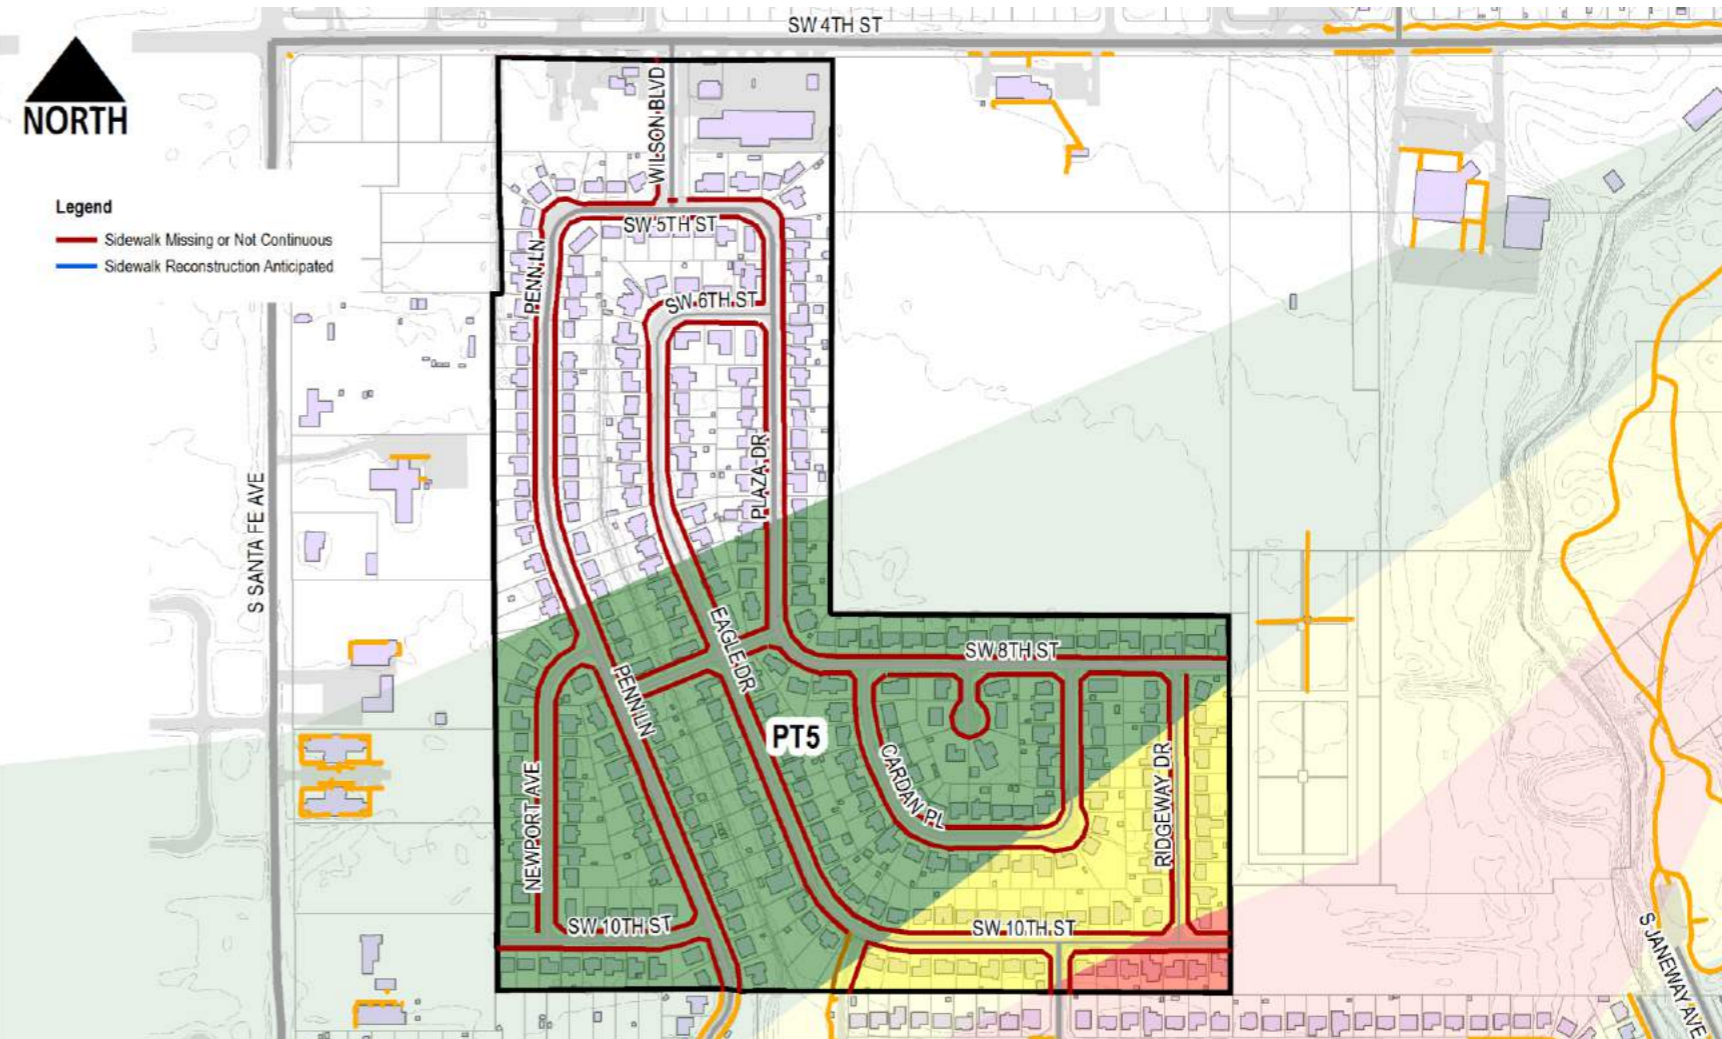 SW 4TH ST
NORTH
WILSON BLVD
Legend
Sidewalk Missing or Not Continuous
Sidewalk Reconstruction Anticipated
SW 5TH ST
PENN LN
SW 6TH ST
PLAZA DR
S SANTA FE AVE
EAGLE DR
SW 8TH ST
PENN LN
PT5
CARDAN PL
RIDGEWAY DR
NEWPORT AVE
SW 10TH ST
SW 10TH ST
S JANEWAY AVE